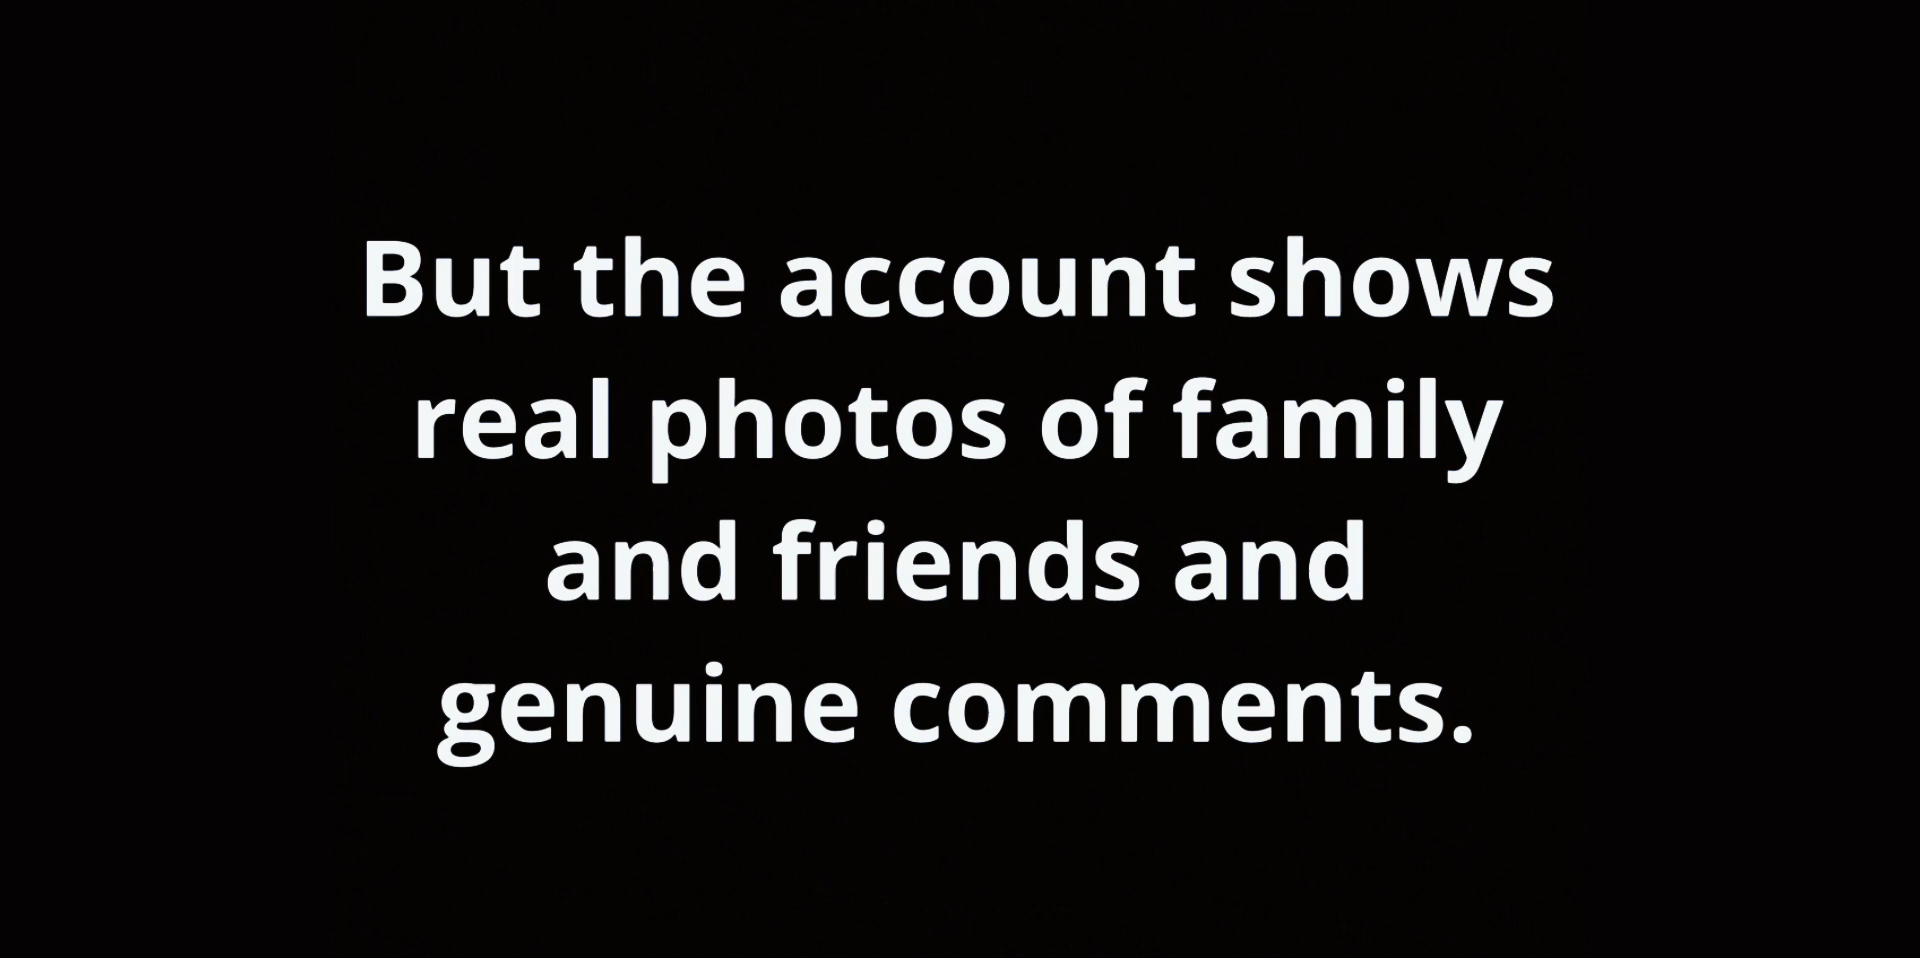 But the account shows
real photos of family
and friends and
genuine comments.